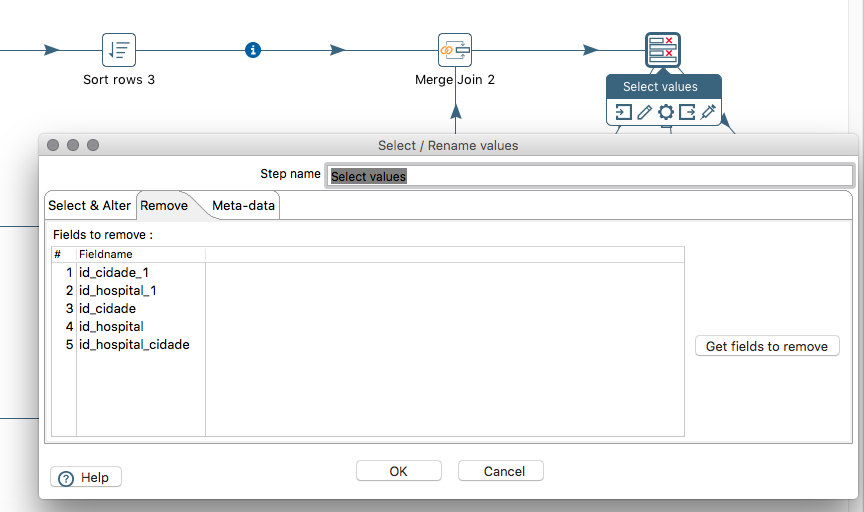 Sort rows 3
Merge Join 2
Select values
Select / Rename values
Step name
Select values
Select & Alter
Remove
Meta-data
Fields to remove :
# Fieldname
1 id_cidade_1
2 id_hospital_1
3 id_cidade
4 id_hospital
5 id_hospital_cidade
Get fields to remove
Help
OK
Cancel